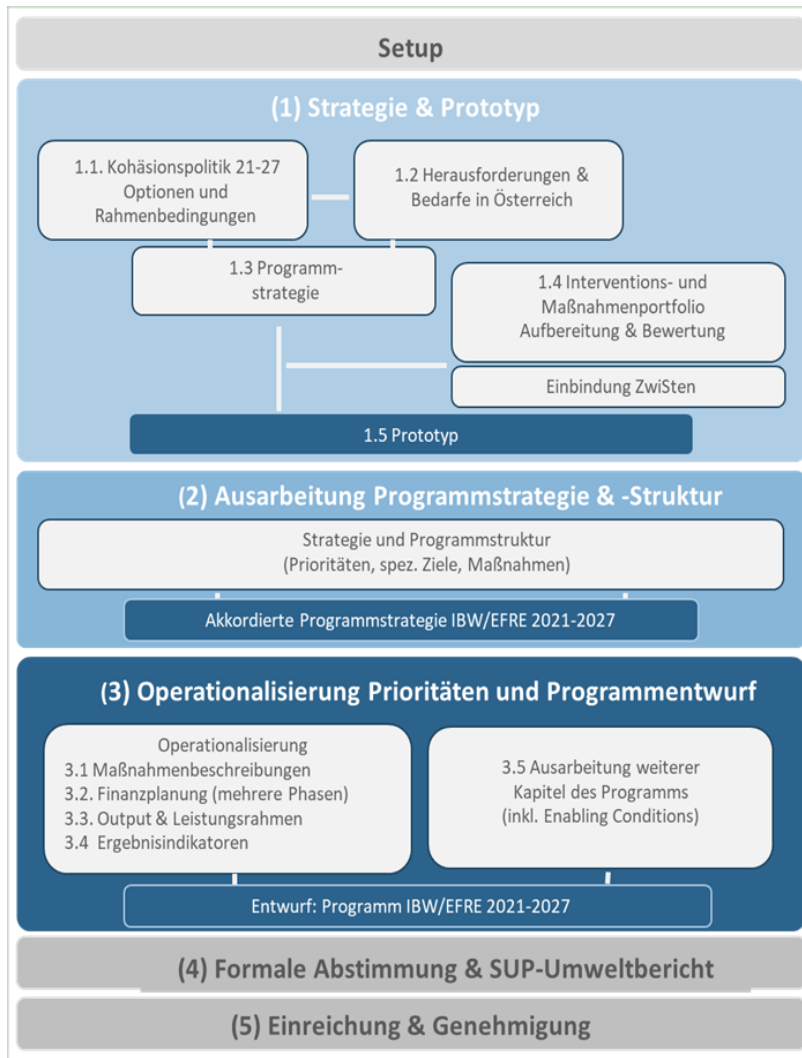 Setup
(1) Strategie & Prototyp
1.1. Kohäsionspolitik 21-27
Optionen und
Rahmenbedingungen
1.2 Herausforderungen &
Bedarfe in Österreich
1.3 Programm-
strategie
1.4 Interventions- und
Maßnahmenportfolio
Aufbereitung & Bewertung
Einbindung ZwiSten
1.5 Prototyp
(2) Ausarbeitung Programmstrategie & -Struktur
Strategie und Programmstruktur
(Prioritäten, spez. Ziele, Maßnahmen)
Akkordierte Programmstrategie IBW/EFRE 2021-2027
(3) Operationalisierung Prioritäten und Programmentwurf
Operationalisierung
3.1 Maßnahmenbeschreibungen
3.2. Finanzplanung (mehrere Phasen)
3.3. Output & Leistungsrahmen
3.4 Ergebnisindikatoren
3.5 Ausarbeitung weiterer
Kapitel des Programms
(inkl. Enabling Conditions)
Entwurf: Programm IBW/EFRE 2021-2027
(4) Formale Abstimmung & SUP-Umweltbericht
(5) Einreichung & Genehmigung